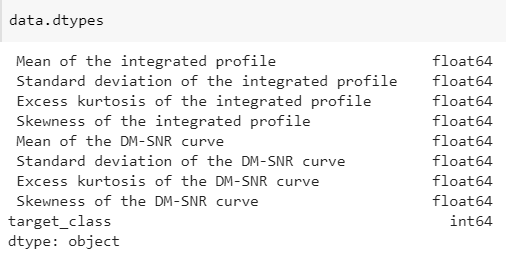 data.dtypes
 Mean of the integrated profile                  float64
 Standard deviation of the integrated profile    float64
 Excess kurtosis of the integrated profile       float64
 Skewness of the integrated profile              float64
 Mean of the DM-SNR curve                        float64
 Standard deviation of the DM-SNR curve          float64
 Excess kurtosis of the DM-SNR curve             float64
 Skewness of the DM-SNR curve                    float64
target_class                                       int64
dtype: object